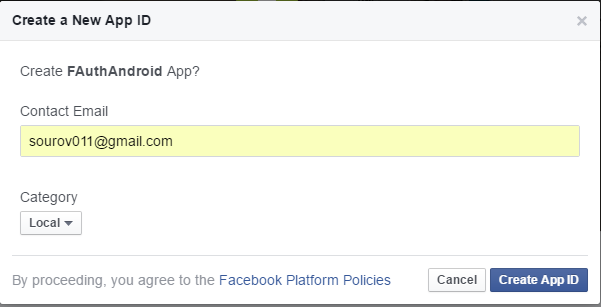 Create a New App ID
Create FAuthAndroid App?
Contact Email
sourov011@gmail.com
Category
Local
By proceeding, you agree to the Facebook Platform Policies Cancel Create App ID